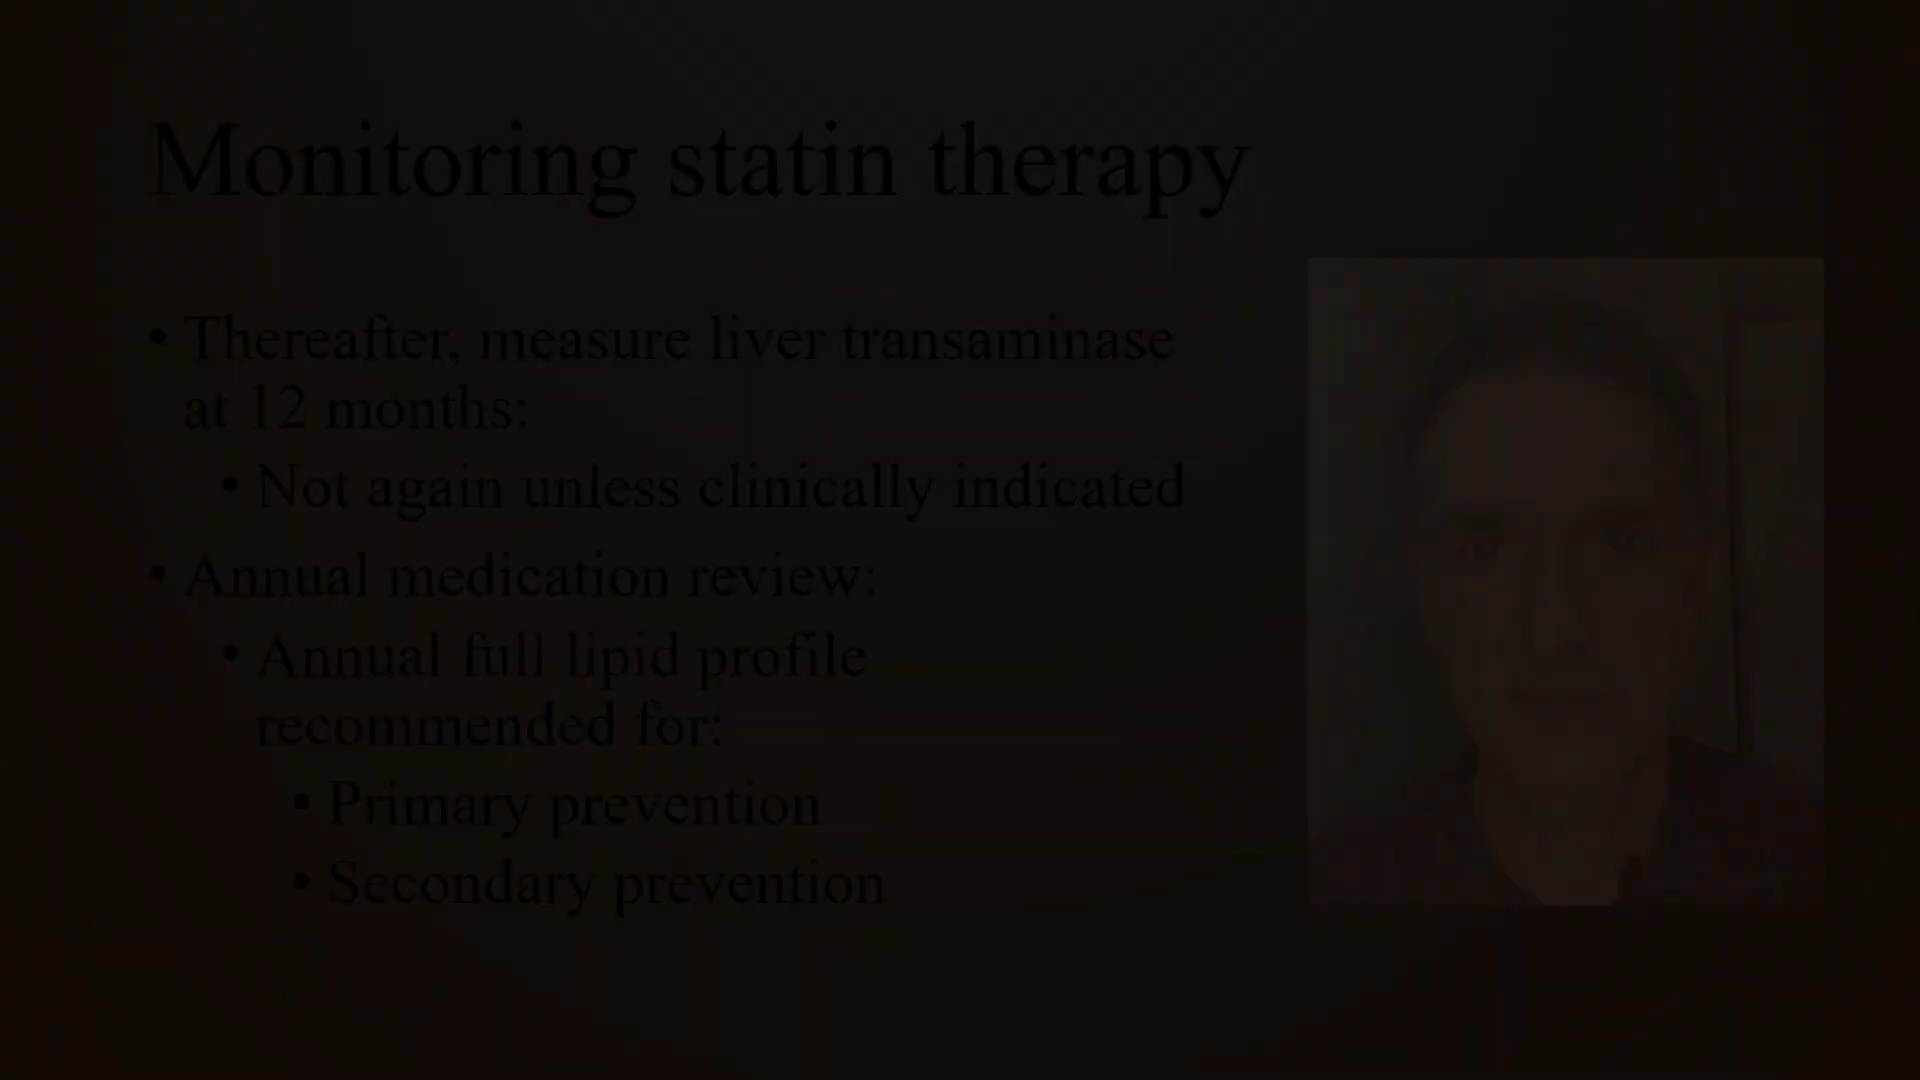 Monitoring statin therapy
• Thereafter, measure liver transaminase
at 12 months:
• Not again unless clinically indicated
• Annual medication review:
• Annual full lipid profile
recommended for:
• Primary prevention
• Secondary prevention